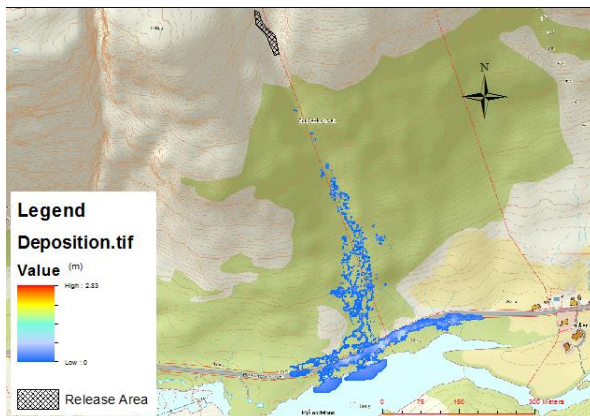 N
Legend
Deposition.tif
Value (m)
High : 2.83
Low : 0
Release Area
0 75 150 300 Meters